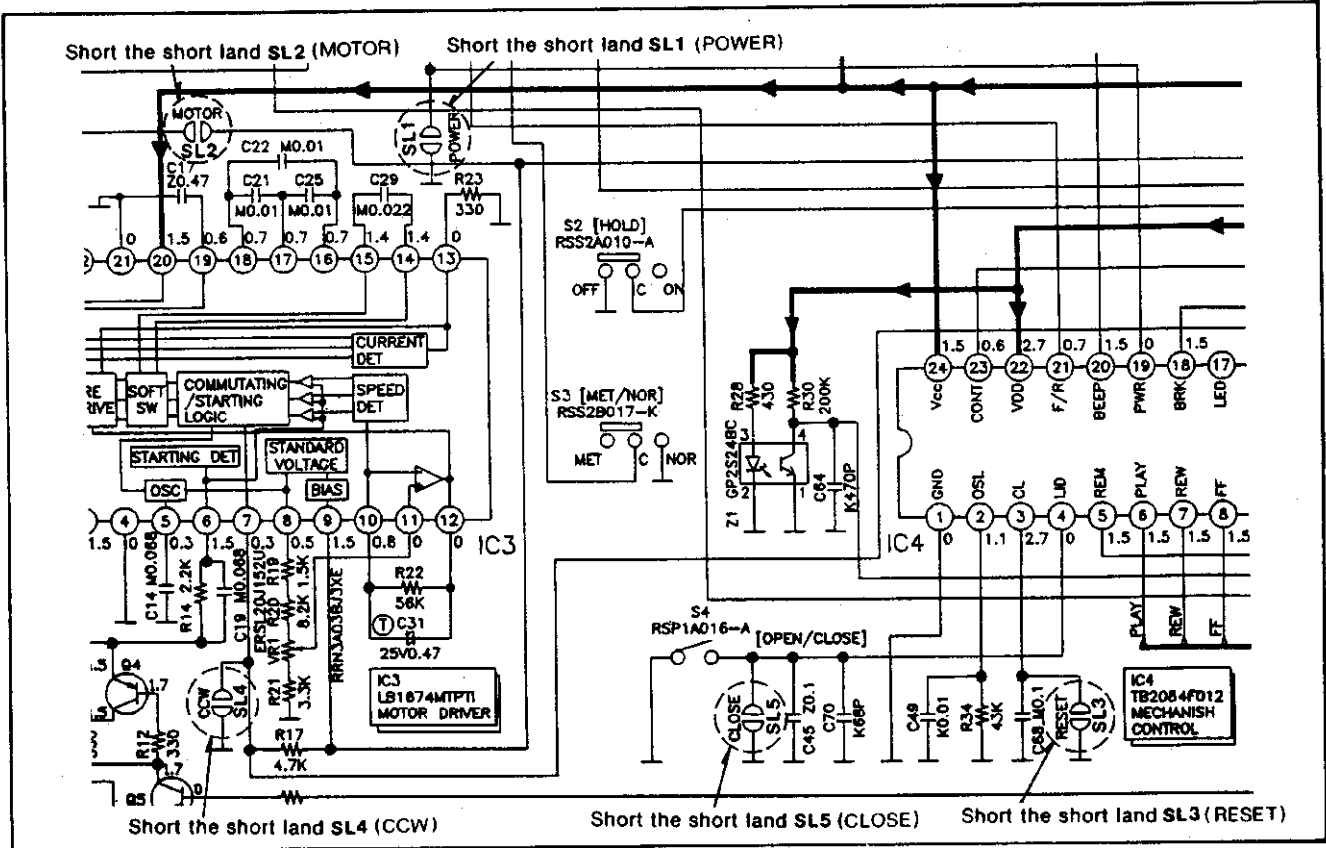 Short the short land SL2 (MOTOR)
Short the short land SL1 (POWER)
MOTOR
SL2
SL1
POWER
C22 M0.01
Z0.47
C21
M0.01
C25
M0.01
C29
M0.022
R23
330
0 1.5 0.6 0.7 0.7 0.7 1.4 1.4 0
21 20 19 18 17 16 15 14 13
S2 [HOLD]
RSS2A010-A
OFF C ON
CURRENT
DET
SOFT
SW
COMMUTATING
/STARTING
LOGIC
SPEED
DET
S3 [MET/NOR]
RSS2B017-K
MET C NOR
STARTING DET
STANDARD
VOLTAGE
OSC
BIAS
4 5 6 7 8 9 10 11 12
IC3
1.5 0 0.3 1.5 0.3 0.5 1.5 0.8 0 0
C14 M0.068
R14 2.2K
C19 M0.068
ERSL20J152U
R19 1.5K
R20 8.2K
VR1
R21 3.3K
RRN3A03BJ3XE
R22
56K
T C31
25V0.47
IC3
LB1674MTPTI
MOTOR DRIVER
Q4
1.7
R12
330
1.7
Q5
0
CCW
SL4
R17
4.7K
R28
430
R30
200K
3 4
2 1
Z1 GP2S24BC
C64
K470P
1.5 0.6 2.7 0.7 1.5 0 1.5
24 23 22 21 20 19 18 17
Vcc CONT VDD F/R BEEP PWR BRK LED
GND OSL CL LID REM PLAY REW FF
1 2 3 4 5 6 7 8
IC4
0 1.1 2.7 0 1.5 1.5 1.5 1.5
PLAY REW FF
S4
RSP1A016-A
[OPEN/CLOSE]
CLOSE
SL5
C45 Z0.1
C70
K68P
C49
K0.01
R34
43K
C68 M0.1
RESET
SL3
IC4
TB2084F012
MECHANISH
CONTROL
Short the short land SL4 (CCW)
Short the short land SL5 (CLOSE)
Short the short land SL3 (RESET)